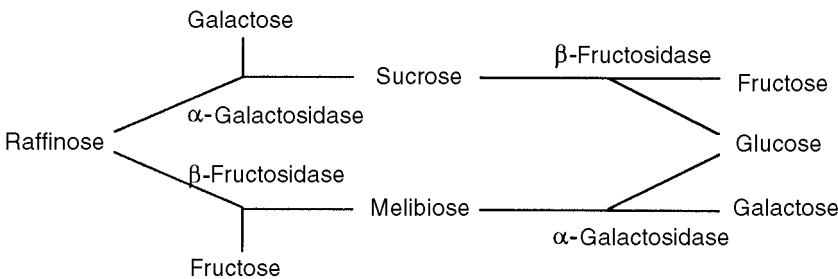 Galactose
β-Fructosidase
Sucrose
Fructose
α-Galactosidase
Raffinose
Glucose
β-Fructosidase
Melibiose
Galactose
α-Galactosidase
Fructose